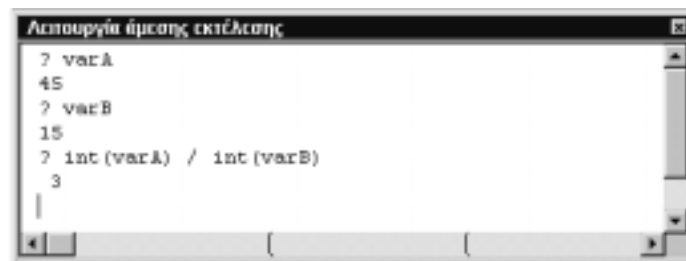 Λειτουργία άμεσης εκτέλεσης
? varA
45
? varB
15
? int(varA) / int(varB)
3